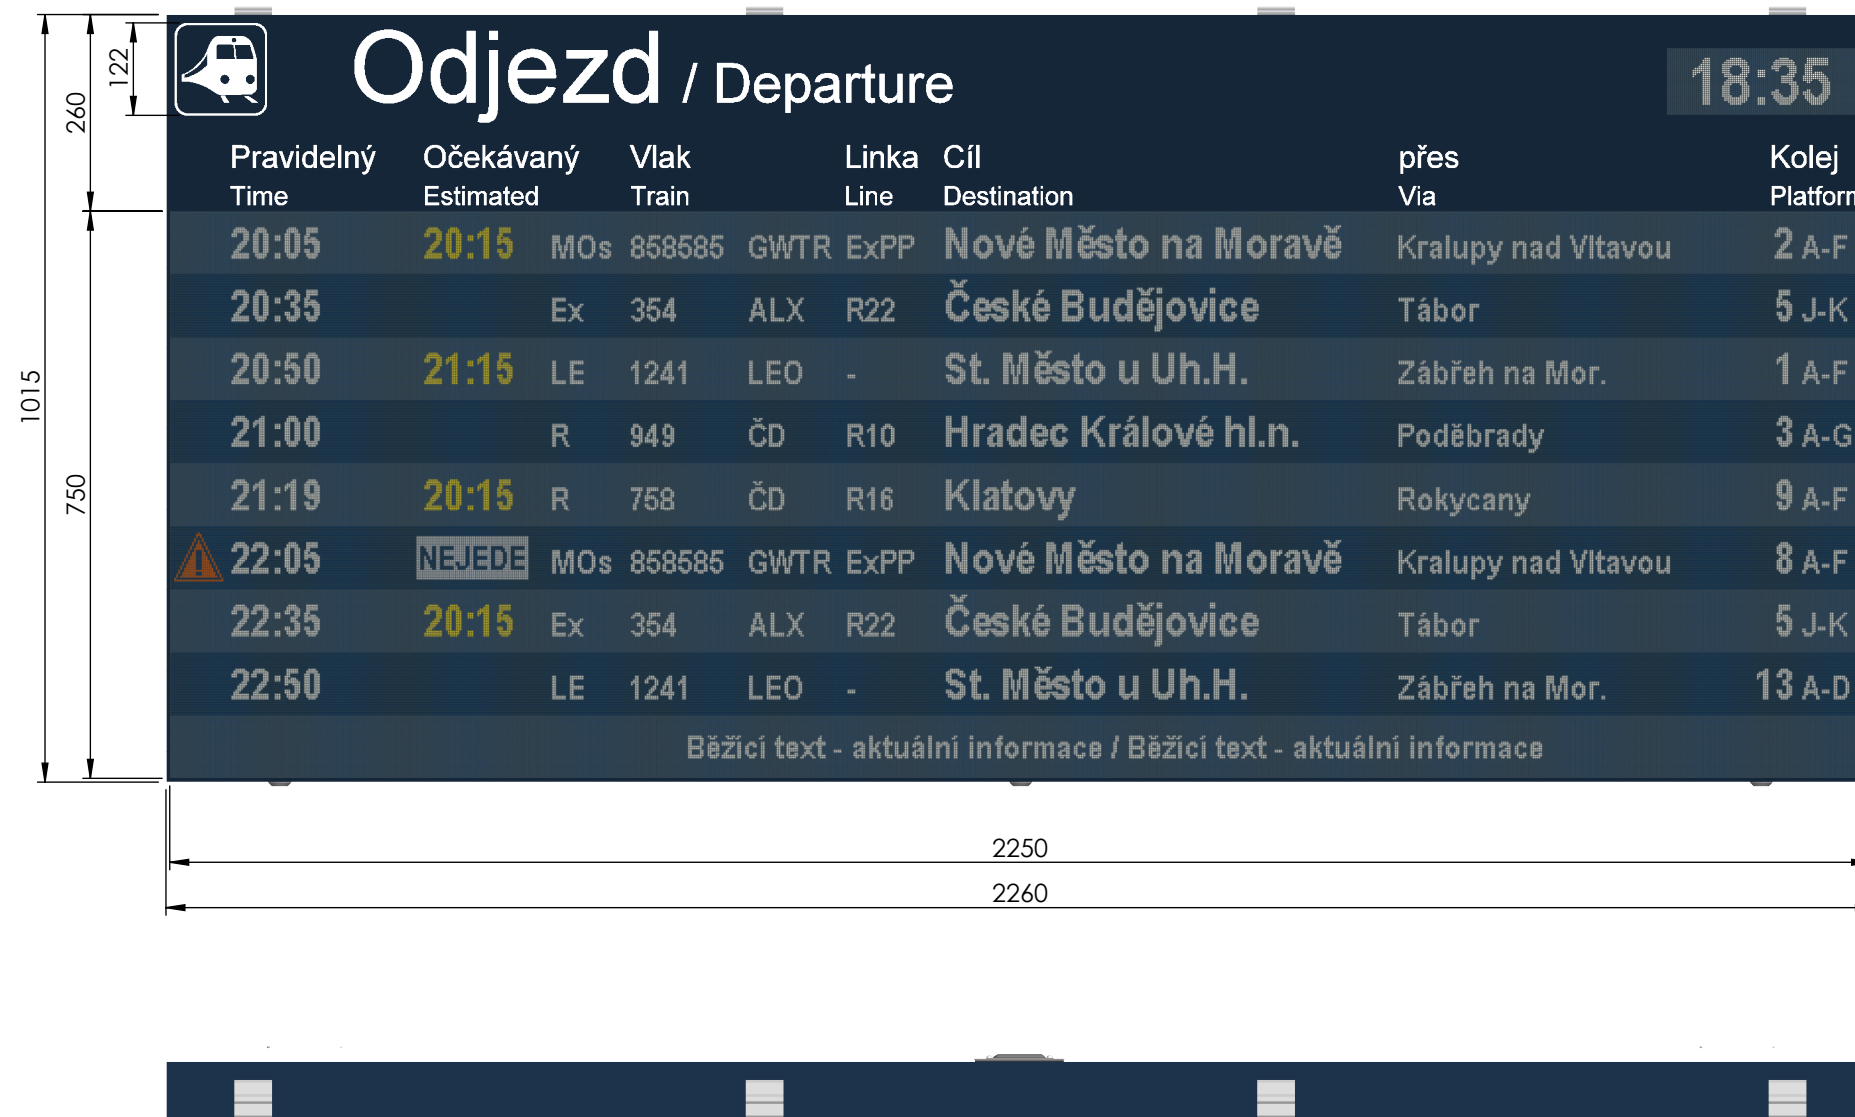 122
260
1015
750
Odjezd / Departure
18:35
Pravidelný Očekávaný Vlak Linka Cíl přes Kolej
Time Estimated Train Line Destination Via Platform
20:05 20:15 MOs 858585 GWTR ExPP Nové Město na Moravě Kralupy nad Vltavou 2 A-F
20:35 Ex 354 ALX R22 České Budějovice Tábor 5 J-K
20:50 21:15 LE 1241 LEO - St. Město u Uh.H. Zábřeh na Mor. 1 A-F
21:00 R 949 ČD R10 Hradec Králové hl.n. Poděbrady 3 A-G
21:19 20:15 R 758 ČD R16 Klatovy Rokycany 9 A-F
22:05 NEJEDE MOs 858585 GWTR ExPP Nové Město na Moravě Kralupy nad Vltavou 8 A-F
22:35 20:15 Ex 354 ALX R22 České Budějovice Tábor 5 J-K
22:50 LE 1241 LEO - St. Město u Uh.H. Zábřeh na Mor. 13 A-D
Běžící text - aktuální informace / Běžící text - aktuální informace
2250
2260